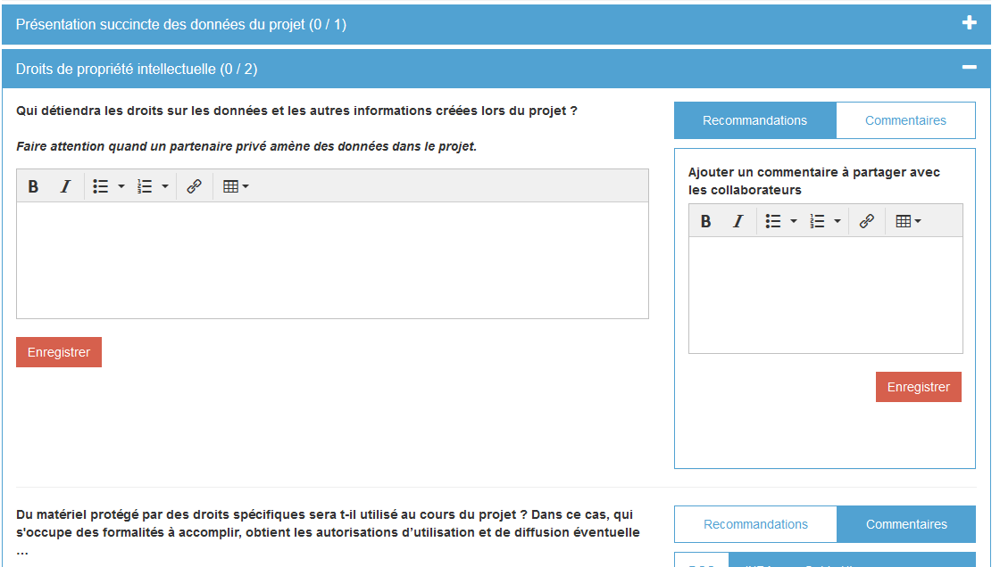 Présentation succincte des données du projet (0 / 1)
Droits de propriété intellectuelle (0 / 2)
Qui détiendra les droits sur les données et les autres informations créées lors du projet ?
Faire attention quand un partenaire privé amène des données dans le projet.
B I
Enregistrer
Recommandations Commentaires
Ajouter un commentaire à partager avec
les collaborateurs
B I
Enregistrer
Du matériel protégé par des droits spécifiques sera t-il utilisé au cours du projet ? Dans ce cas, qui
s'occupe des formalités à accomplir, obtient les autorisations d’utilisation et de diffusion éventuelle
...
Recommandations Commentaires